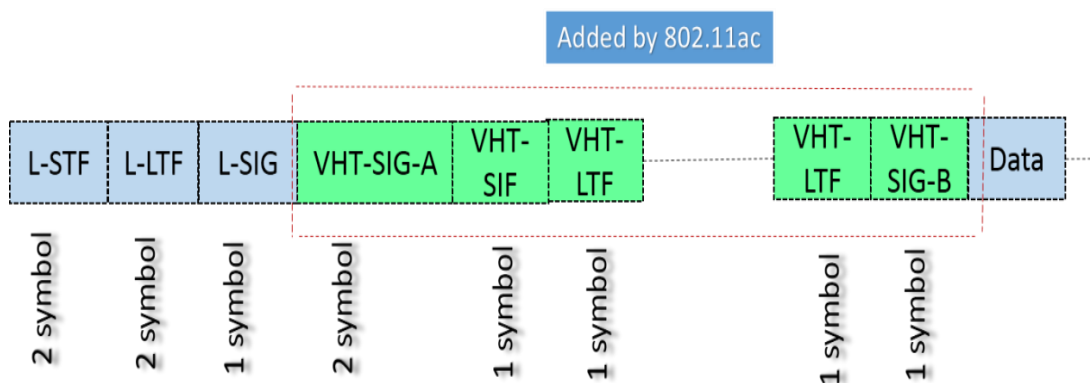 Added by 802.11ac
L-STF
L-LTF
L-SIG
VHT-SIG-A
VHT-
SIF
VHT-
LTF
VHT-
LTF
VHT-
SIG-B
Data
2 symbol
2 symbol
1 symbol
2 symbol
1 symbol
1 symbol
1 symbol
1 symbol